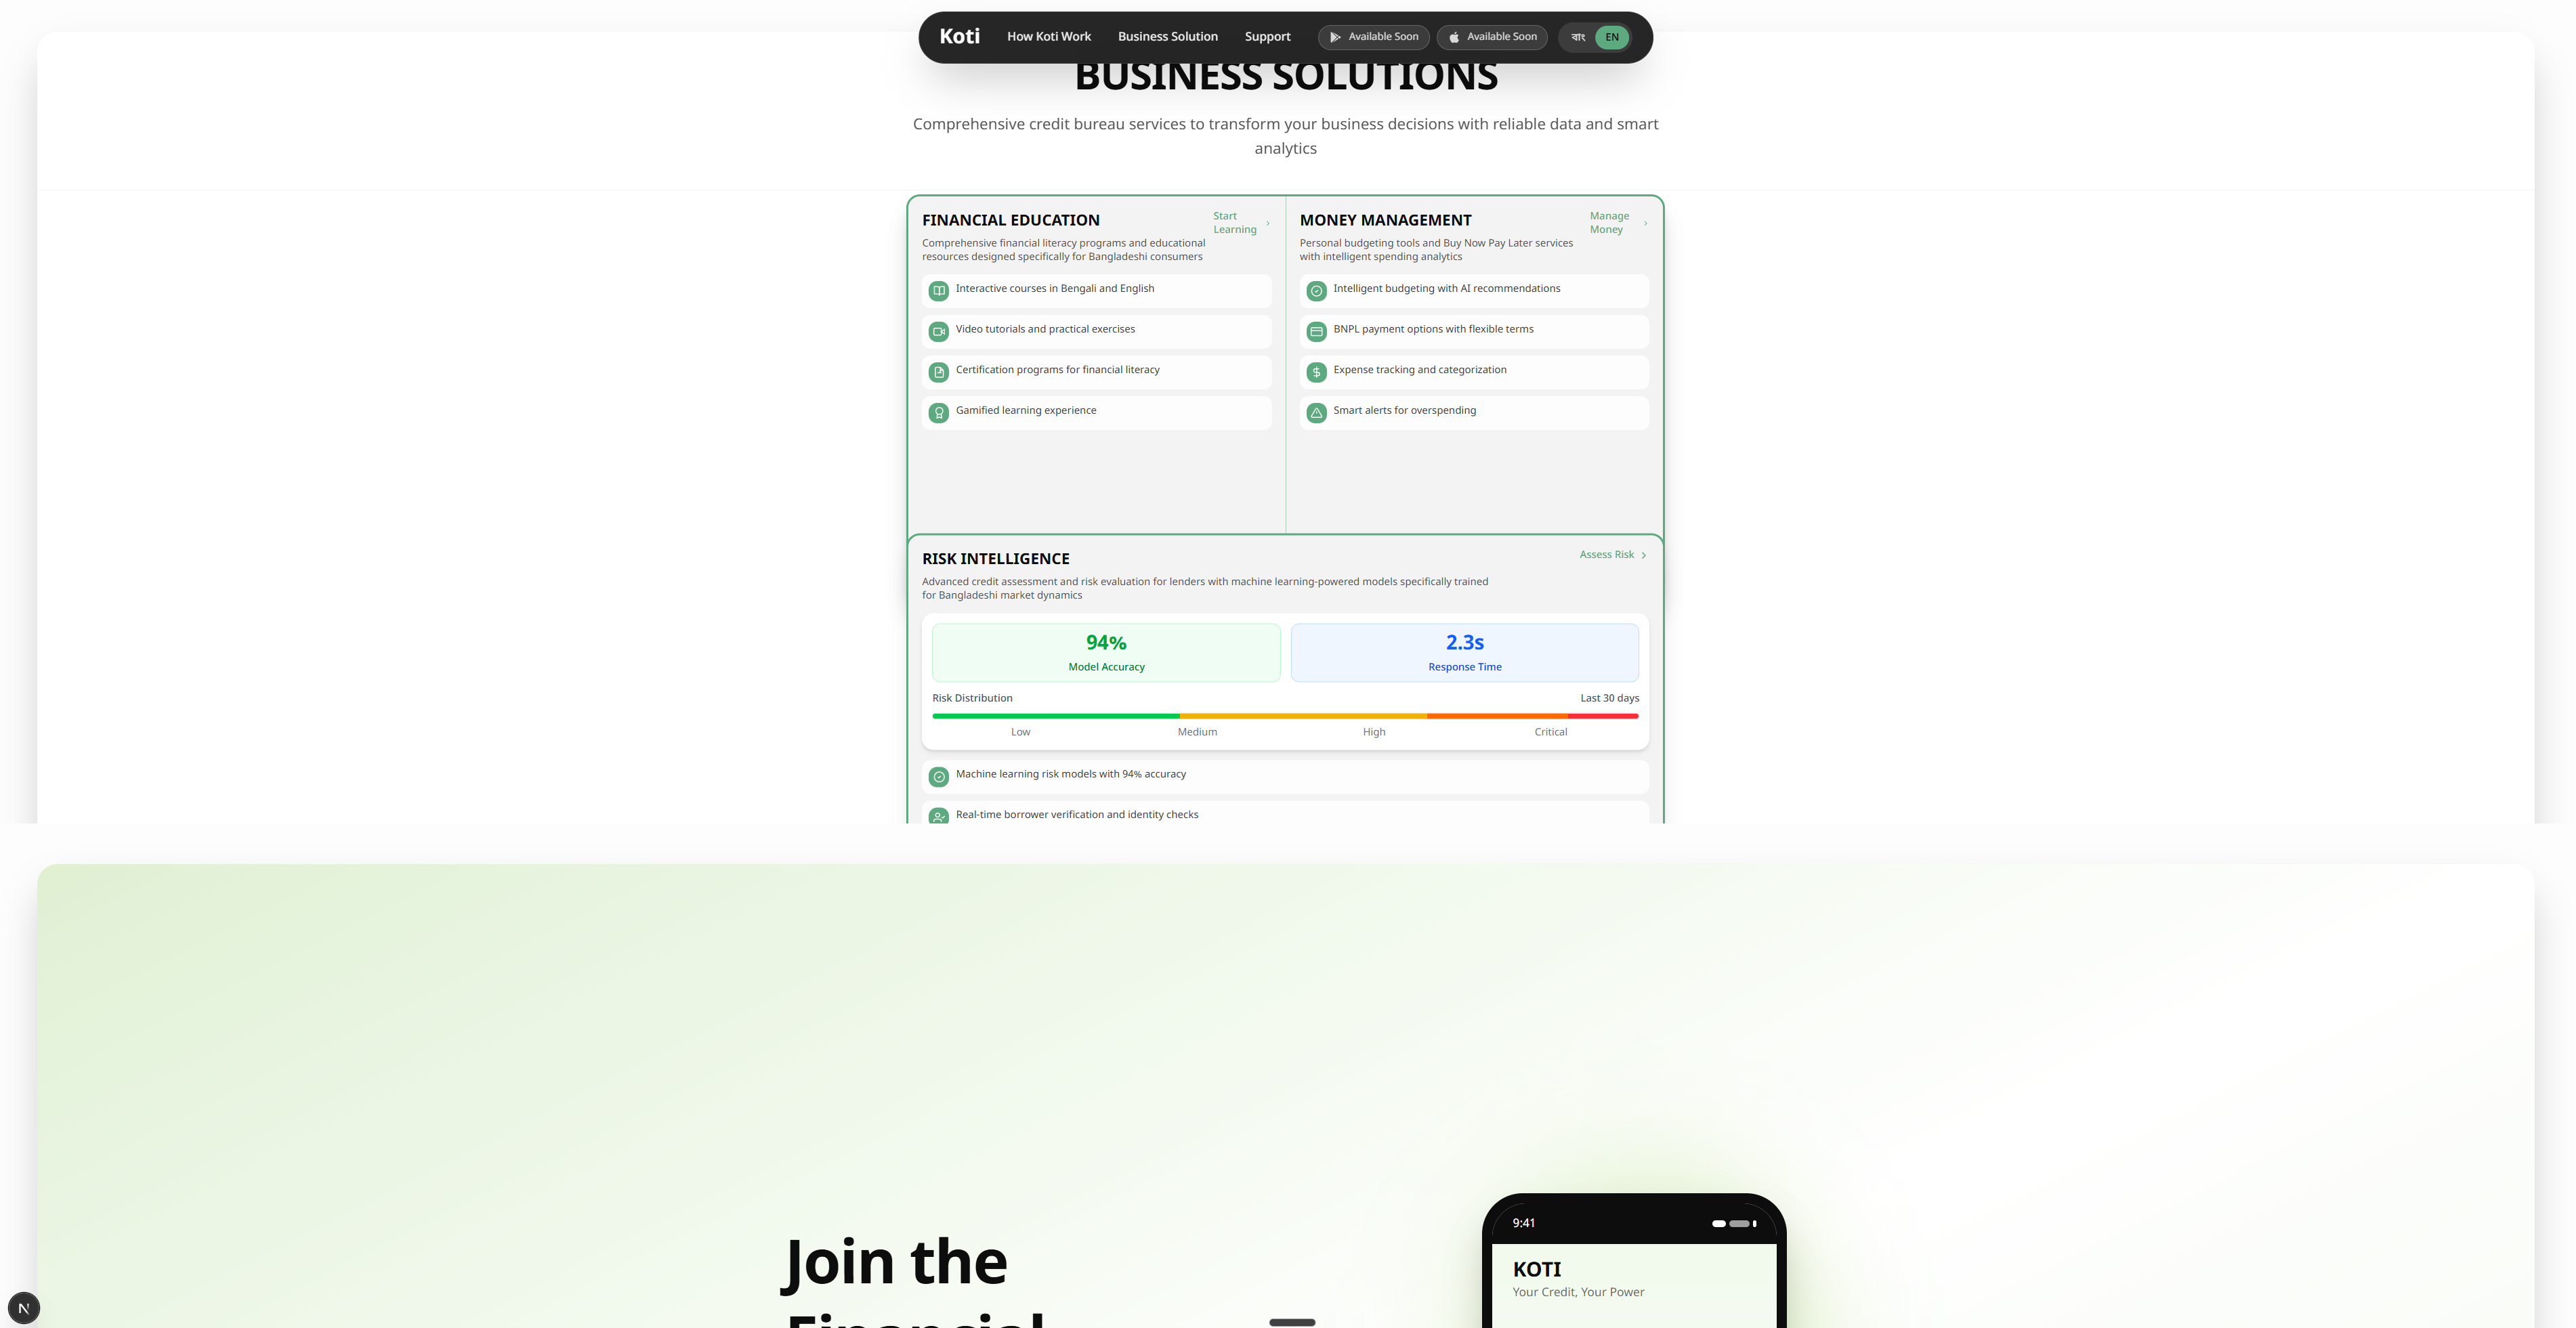 Koti
How Koti Work
Business Solution
Support
Available Soon
Available Soon
বাং
EN
BUSINESS SOLUTIONS
Comprehensive credit bureau services to transform your business decisions with reliable data and smart
analytics
FINANCIAL EDUCATION
Start
Learning
Comprehensive financial literacy programs and educational
resources designed specifically for Bangladeshi consumers
Interactive courses in Bengali and English
Video tutorials and practical exercises
Certification programs for financial literacy
Gamified learning experience
MONEY MANAGEMENT
Manage
Money
Personal budgeting tools and Buy Now Pay Later services
with intelligent spending analytics
Intelligent budgeting with AI recommendations
BNPL payment options with flexible terms
Expense tracking and categorization
Smart alerts for overspending
RISK INTELLIGENCE
Assess Risk
Advanced credit assessment and risk evaluation for lenders with machine learning-powered models specifically trained
for Bangladeshi market dynamics
94%
Model Accuracy
2.3s
Response Time
Risk Distribution
Last 30 days
Low
Medium
High
Critical
Machine learning risk models with 94% accuracy
Real-time borrower verification and identity checks
Join the
Financial
9:41
KOTI
Your Credit, Your Power
N